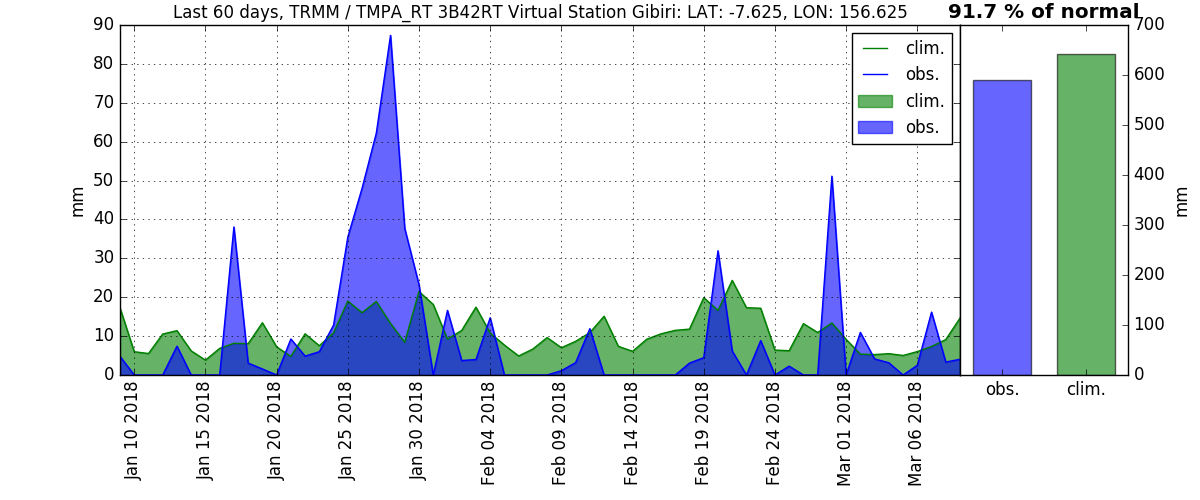 Last 60 days, TRMM / TMPA_RT 3B42RT Virtual Station Gibiri: LAT: -7.625, LON: 156.625
91.7 % of normal
90
80
70
60
50
40
30
20
10
0
mm
clim.
obs.
clim.
obs.
700
600
500
400
300
200
100
0
mm
Jan 10 2018
Jan 15 2018
Jan 20 2018
Jan 25 2018
Jan 30 2018
Feb 04 2018
Feb 09 2018
Feb 14 2018
Feb 19 2018
Feb 24 2018
Mar 01 2018
Mar 06 2018
obs.
clim.